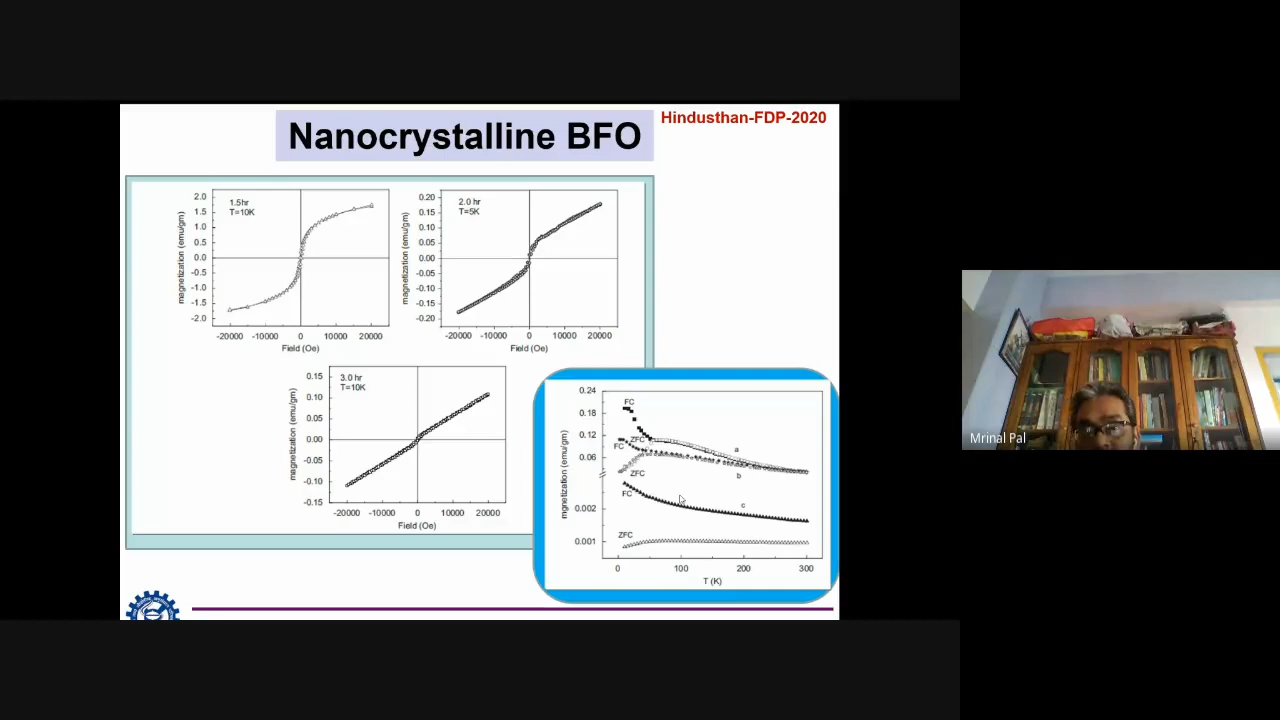 Nanocrystalline BFO
Hindusthan-FDP-2020
1.5hr
T=10K
2.0
1.5
1.0
0.5
0.0
-0.5
-1.0
-1.5
-2.0
magnetization (emu/gm)
-20000 -10000 0 10000 20000
Field (Oe)
2.0 hr
T=5K
0.20
0.15
0.10
0.05
0.00
-0.05
-0.10
-0.15
-0.20
magnetization (emu/gm)
-20000 -10000 0 10000 20000
Field (Oe)
3.0 hr
T=10K
0.15
0.10
0.05
0.00
-0.05
-0.10
-0.15
magnetization (emu/gm)
-20000 -10000 0 10000 20000
Field (Oe)
0.24
0.18
0.12
0.06
0.002
0.001
mgnetization (emu/gm)
FC
ZFC
FC
a
ZFC
b
FC
c
ZFC
0 100 200 300
T (K)
Mrinal Pal